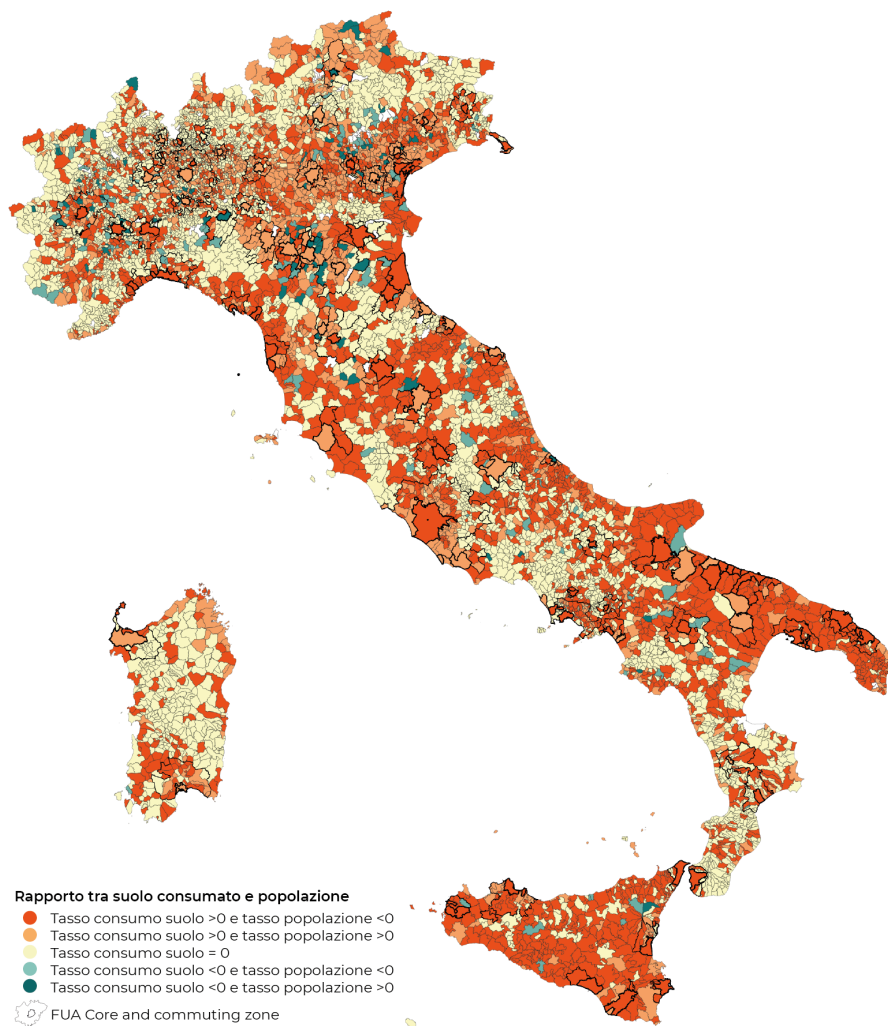 Rapporto tra suolo consumato e popolazione
Tasso consumo suolo >0 e tasso popolazione <0
Tasso consumo suolo >0 e tasso popolazione >0
Tasso consumo suolo = 0
Tasso consumo suolo <0 e tasso popolazione <0
Tasso consumo suolo <0 e tasso popolazione >0
FUA Core and commuting zone